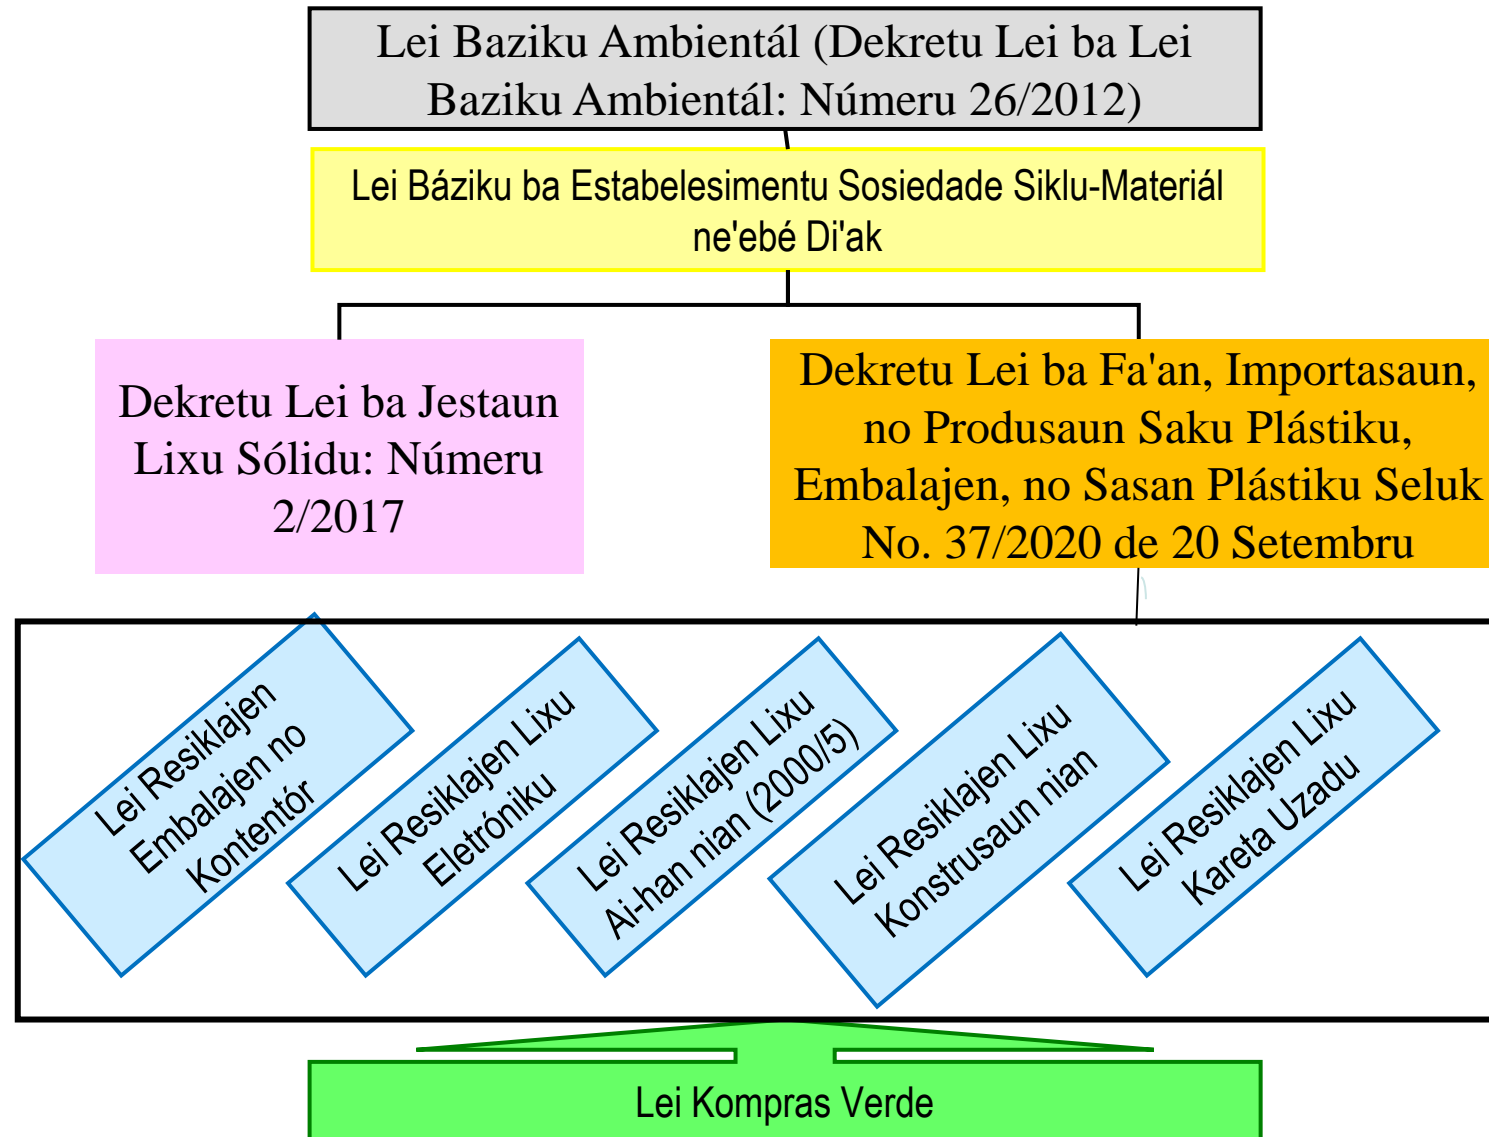 Lei Baziku Ambientál (Dekretu Lei ba Lei
Baziku Ambientál: Número 26/2012)
Lei Báziku ba Estabelesimentu Sosiedade Siklu-Materiál
ne'ebé Di'ak
Dekretu Lei ba Jestaun
Lixu Sólidu: Númeru
2/2017
Dekretu Lei ba Fa'an, Importasaun,
no Produsaun Saku Plástiku,
Embalajen, no Sasan Plástiku Seluk
No. 37/2020 de 20 Setembru
Lei Resiklajen
Embalajen no
Kontentór
Lei Resiklajen Lixu
Eletróniku
Lei Resiklajen Lixu
Ai-han nian (2000/5)
Lei Resiklajen Lixu
Konstrusaun nian
Lei Resiklajen Lixu
Kareta Uzadu
Lei Kompras Verde